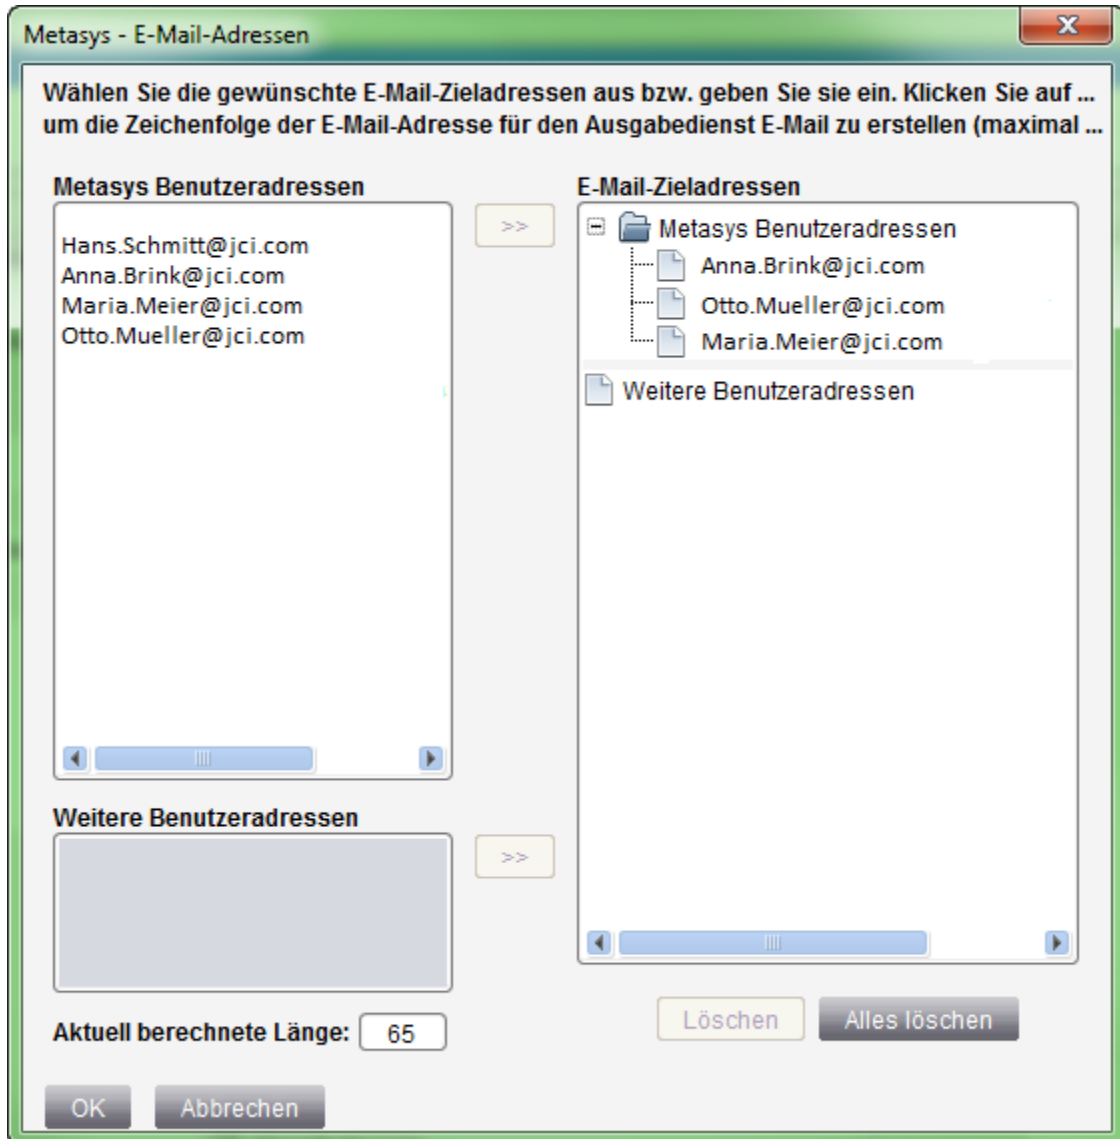 Metasys - E-Mail-Adressen
Wählen Sie die gewünschte E-Mail-Zieladressen aus bzw. geben Sie sie ein. Klicken Sie auf ...
um die Zeichenfolge der E-Mail-Adresse für den Ausgabedienst E-Mail zu erstellen (maximal ...
Metasys Benutzeradressen
Hans.Schmitt@jci.com
Anna.Brink@jci.com
Maria.Meier@jci.com
Otto.Mueller@jci.com
>>
E-Mail-Zieladressen
Metasys Benutzeradressen
Anna.Brink@jci.com
Otto.Mueller@jci.com
Maria.Meier@jci.com
Weitere Benutzeradressen
Weitere Benutzeradressen
>>
Aktuell berechnete Länge: 65
Löschen
Alles löschen
OK
Abbrechen